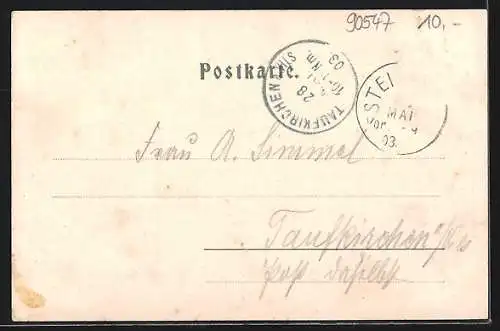 90547 10,-
Postkarte.
TAUFKIRCHEN
28
03.
STEI
MAI
03.
Frau A. Simmel
Taufkirchen
Post daselbst